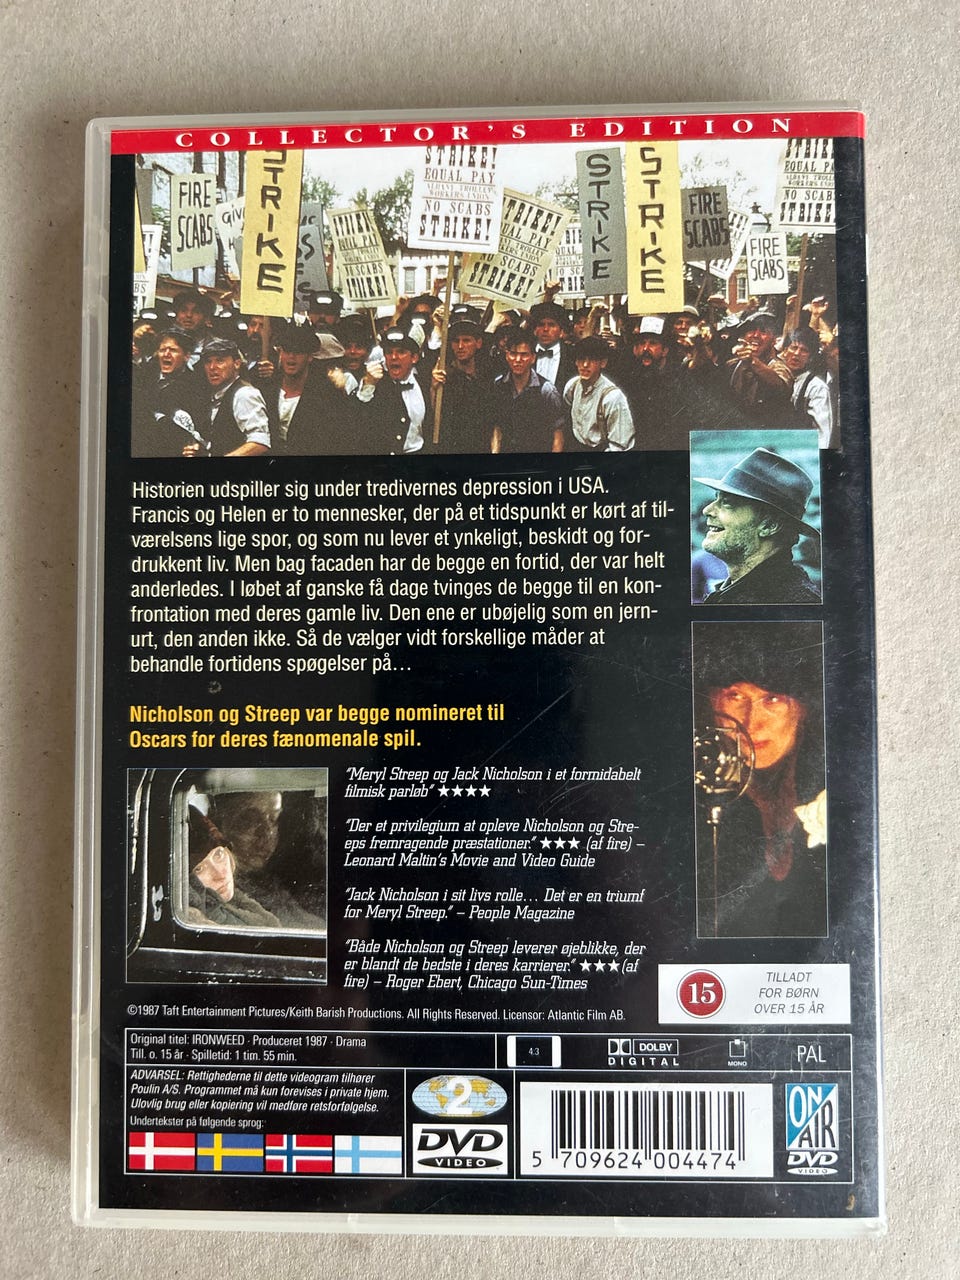 COLLECTOR'S EDITION
FIRE SCABS
STRIKE
STRIKE!
EQUAL PAY
ALBANY TROLLEY
WORKERS UNION
NO SCABS
STRIKE!
STRIKE
STRIKE
FIRE SCABS
FIRE SCABS
Historien udspiller sig under tredivernes depression i USA.
Francis og Helen er to mennesker, der på et tidspunkt er kørt af til-
værelsens lige spor, og som nu lever et ynkeligt, beskidt og for-
drukkent liv. Men bag facaden har de begge en fortid, der var helt
anderledes. I løbet af ganske få dage tvinges de begge til en kon-
frontation med deres gamle liv. Den ene er ubøjelig som en jern-
urt, den anden ikke. Så de vælger vidt forskellige måder at
behandle fortidens spøgelser på...
Nicholson og Streep var begge nomineret til
Oscars for deres fænomenale spil.
"Meryl Streep og Jack Nicholson i et formidabelt
filmisk parløb" ★★★★
"Der et privilegium at opleve Nicholson og Stre-
eps fremragende præstationer." ★★★ (af fire) –
Leonard Maltin's Movie and Video Guide
"Jack Nicholson i sit livs rolle... Det er en triumf
for Meryl Streep." – People Magazine
"Både Nicholson og Streep leverer øjeblikke, der
er blandt de bedste i deres karrierer." ★★★(af
fire) – Roger Ebert, Chicago Sun-Times
15
TILLADT
FOR BØRN
OVER 15 ÅR
©1987 Taft Entertainment Pictures/Keith Barish Productions. All Rights Reserved. Licensor: Atlantic Film AB.
Original titel: IRONWEED · Produceret 1987 · Drama
Till. o. 15 år · Spilletid: 1 tim. 55 min.
4:3
DOLBY
DIGITAL
MONO
PAL
ADVARSEL: Rettighederne til dette videogram tilhører
Poulin A/S. Programmet må kun forevises i private hjem.
Ulovlig brug eller kopiering vil medføre retsforfølgelse.
Undertekster på følgende sprog:
2
DVD
VIDEO
5 709624 004474
ON AIR
DVD
VIDEO